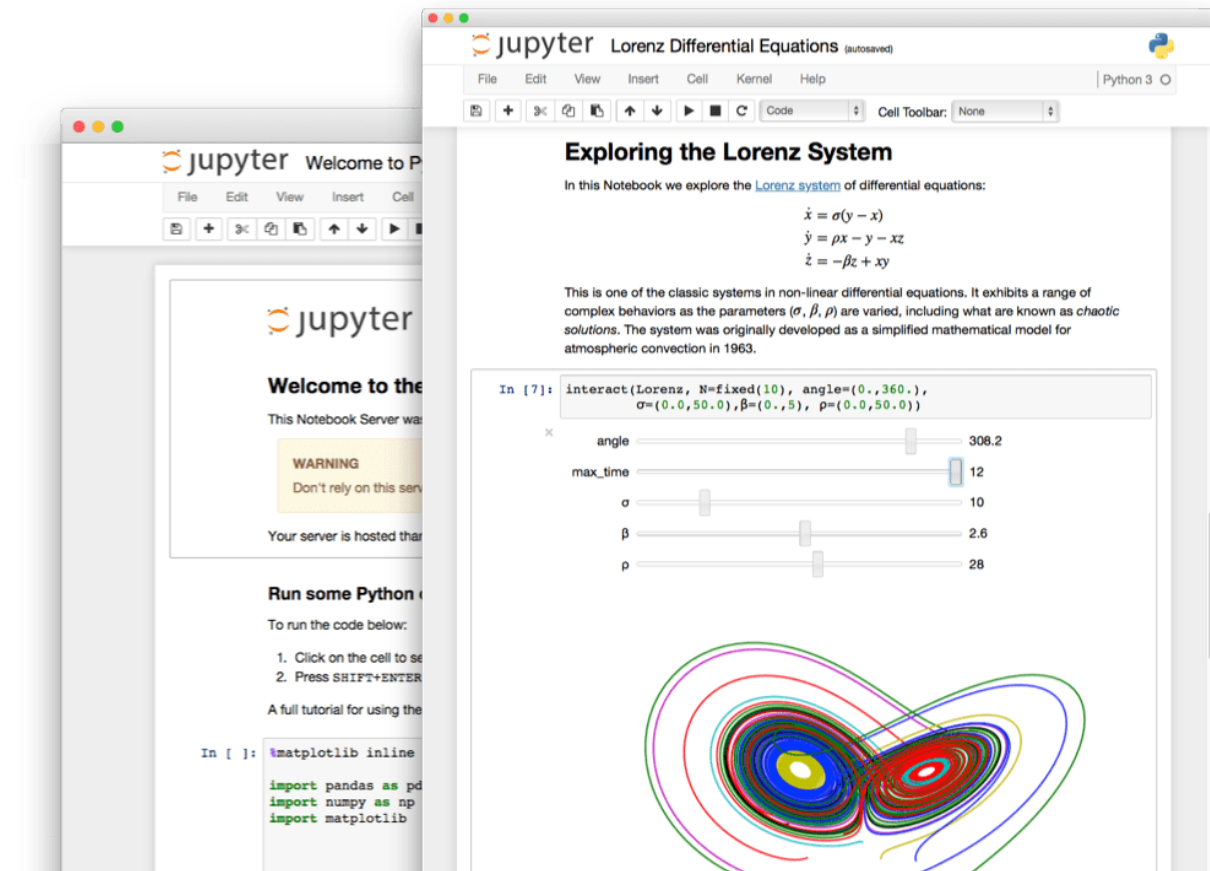 jupyter Lorenz Differential Equations (autosaved)
File Edit View Insert Cell Kernel Help Python 3
Code Cell Toolbar: None
Exploring the Lorenz System
In this Notebook we explore the Lorenz system of differential equations:
ẋ = σ(y − x)
ẏ = ρx − y − xz
ż = −βz + xy
This is one of the classic systems in non-linear differential equations. It exhibits a range of
complex behaviors as the parameters (σ, β, ρ) are varied, including what are known as chaotic
solutions. The system was originally developed as a simplified mathematical model for
atmospheric convection in 1963.
In [7]: interact(Lorenz, N=fixed(10), angle=(0.,360.),
σ=(0.0,50.0),β=(0.,5), ρ=(0.0,50.0))
angle 308.2
max_time 12
σ 10
β 2.6
ρ 28
jupyter Welcome to P
File Edit View Insert Cell
jupyter
Welcome to the
This Notebook Server was
WARNING
Don't rely on this serv
Your server is hosted than
Run some Python
To run the code below:
1. Click on the cell to se
2. Press SHIFT+ENTER
A full tutorial for using the
In [ ]: %matplotlib inline
import pandas as pd
import numpy as np
import matplotlib